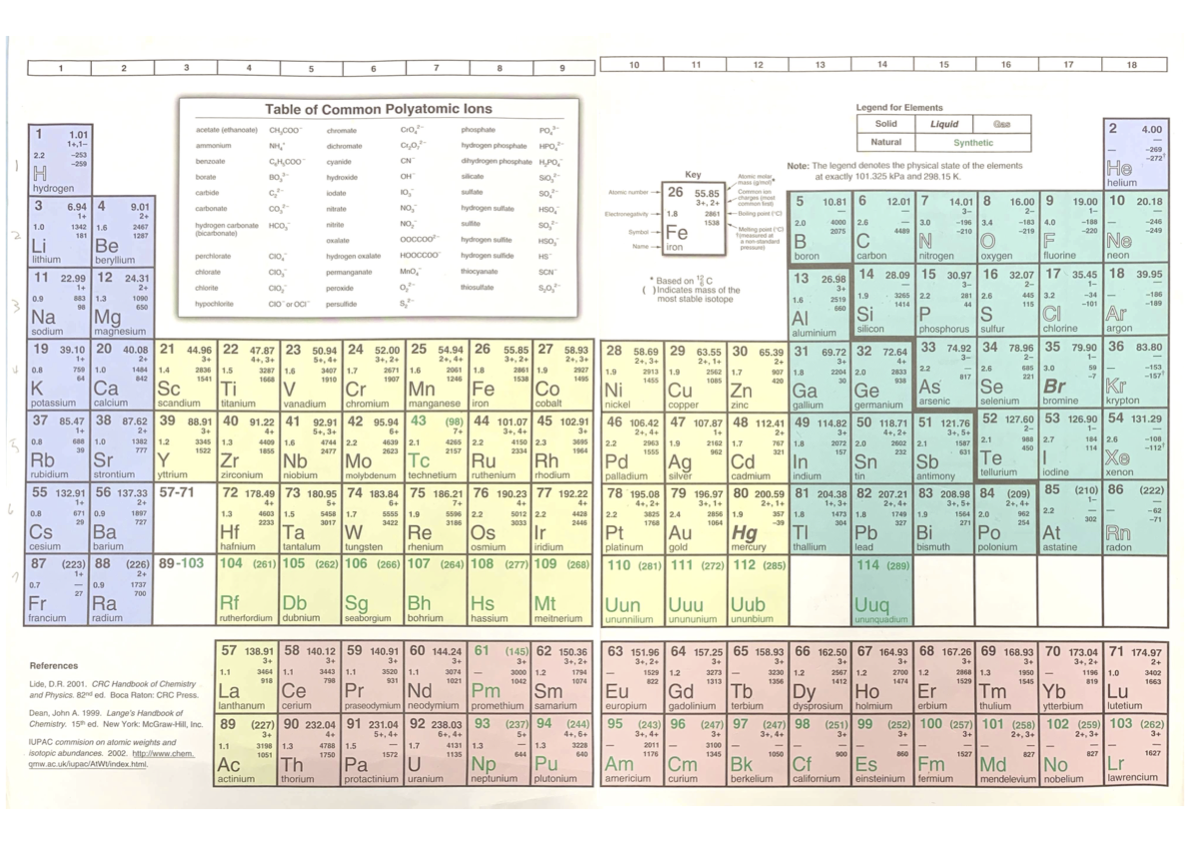 1 2 3 4 5 6 7 8 9 10 11 12 13 14 15 16 17 18
Table of Common Polyatomic Ions
acetate (ethanoate) CH₃COO⁻ chromate CrO₄²⁻ phosphate PO₄³⁻
ammonium NH₄⁺ dichromate Cr₂O₇²⁻ hydrogen phosphate HPO₄²⁻
benzoate C₆H₅COO⁻ cyanide CN⁻ dihydrogen phosphate H₂PO₄⁻
borate BO₃³⁻ hydroxide OH⁻ silicate SiO₃²⁻
carbide C₂²⁻ iodate IO₃⁻ sulfate SO₄²⁻
carbonate CO₃²⁻ nitrate NO₃⁻ hydrogen sulfate HSO₄⁻
hydrogen carbonate HCO₃⁻ nitrite NO₂⁻ sulfite SO₃²⁻
(bicarbonate) oxalate OOCCOO²⁻ hydrogen sulfite HSO₃⁻
perchlorate ClO₄⁻ hydrogen oxalate HOOCCOO⁻ hydrogen sulfide HS⁻
chlorate ClO₃⁻ permanganate MnO₄⁻ thiocyanate SCN⁻
chlorite ClO₂⁻ peroxide O₂²⁻ thiosulfate S₂O₃²⁻
hypochlorite ClO⁻ or OCl⁻ persulfide S₂²⁻
Legend for Elements
Solid Liquid Gas
Natural Synthetic
Note: The legend denotes the physical state of the elements
at exactly 101.325 kPa and 298.15 K.
Key
Atomic number 26 55.85 Atomic molar mass (g/mol)*
3+, 2+ Common ion charges (most common first)
Electronegativity 1.8 2861 Boiling point (°C)
1538 Melting point (°C)
Symbol Fe
Name iron
* Based on ¹²₆C
( ) Indicates mass of the
most stable isotope
1 1.01 1+,1− 2.2 -253 -259 H hydrogen
2 4.00 — — -269 -272† He helium
3 6.94 1+ 1.0 1342 181 Li lithium
4 9.01 2+ 1.6 2467 1287 Be beryllium
5 10.81 — 2.0 4000 2075 B boron
6 12.01 — 2.6 4489 C carbon
7 14.01 3− 3.0 -196 -210 N nitrogen
8 16.00 2− 3.4 -183 -219 O oxygen
9 19.00 1− 4.0 -188 -220 F fluorine
10 20.18 — — -246 -249 Ne neon
11 22.99 1+ 0.9 883 98 Na sodium
12 24.31 2+ 1.3 1090 650 Mg magnesium
13 26.98 3+ 1.6 2519 660 Al aluminium
14 28.09 — 1.9 3265 1414 Si silicon
15 30.97 3− 2.2 281 44 P phosphorus
16 32.07 2− 2.6 445 115 S sulfur
17 35.45 1− 3.2 -34 -101 Cl chlorine
18 39.95 — — -186 -189 Ar argon
19 39.10 1+ 0.8 759 64 K potassium
20 40.08 2+ 1.0 1484 842 Ca calcium
21 44.96 3+ 1.4 2836 1541 Sc scandium
22 47.87 4+, 3+ 1.5 3287 1668 Ti titanium
23 50.94 5+, 4+ 1.6 3407 1910 V vanadium
24 52.00 3+, 2+ 1.7 2671 1907 Cr chromium
25 54.94 2+, 4+ 1.6 2061 1246 Mn manganese
26 55.85 3+, 2+ 1.8 2861 1538 Fe iron
27 58.93 2+, 3+ 1.9 2927 1495 Co cobalt
28 58.69 2+, 3+ 1.9 2913 1455 Ni nickel
29 63.55 2+, 1+ 1.9 2562 1085 Cu copper
30 65.39 2+ 1.7 907 420 Zn zinc
31 69.72 3+ 1.8 2204 30 Ga gallium
32 72.64 4+ 2.0 2833 938 Ge germanium
33 74.92 3− 2.2 — 817 As arsenic
34 78.96 2− 2.6 685 221 Se selenium
35 79.90 1− 3.0 59 -7 Br bromine
36 83.80 — — -153 -157† Kr krypton
37 85.47 1+ 0.8 688 39 Rb rubidium
38 87.62 2+ 1.0 1382 777 Sr strontium
39 88.91 3+ 1.2 3345 1522 Y yttrium
40 91.22 4+ 1.3 4409 1855 Zr zirconium
41 92.91 5+, 3+ 1.6 4744 2477 Nb niobium
42 95.94 6+ 2.2 4639 2623 Mo molybdenum
43 (98) 7+ 2.1 4265 2157 Tc technetium
44 101.07 3+, 4+ 2.2 4150 2334 Ru ruthenium
45 102.91 3+ 2.3 3695 1964 Rh rhodium
46 106.42 2+, 4+ 2.2 2963 1555 Pd palladium
47 107.87 1+ 1.9 2162 962 Ag silver
48 112.41 2+ 1.7 767 321 Cd cadmium
49 114.82 3+ 1.8 2072 157 In indium
50 118.71 4+, 2+ 2.0 2602 232 Sn tin
51 121.76 3+, 5+ 2.1 1587 631 Sb antimony
52 127.60 2− 2.1 988 450 Te tellurium
53 126.90 1− 2.7 184 114 I iodine
54 131.29 — 2.6 -108 -112† Xe xenon
55 132.91 1+ 0.8 671 29 Cs cesium
56 137.33 2+ 0.9 1897 727 Ba barium
57-71
72 178.49 4+ 1.3 4603 2233 Hf hafnium
73 180.95 5+ 1.5 5458 3017 Ta tantalum
74 183.84 6+ 1.7 5555 3422 W tungsten
75 186.21 7+ 1.9 5596 3186 Re rhenium
76 190.23 4+ 2.2 5012 3033 Os osmium
77 192.22 4+ 2.2 4428 2446 Ir iridium
78 195.08 4+, 2+ 2.2 3825 1768 Pt platinum
79 196.97 3+, 1+ 2.4 2856 1064 Au gold
80 200.59 2+, 1+ 1.9 357 -39 Hg mercury
81 204.38 1+, 3+ 1.8 1473 304 Tl thallium
82 207.21 2+, 4+ 1.8 1749 327 Pb lead
83 208.98 3+, 5+ 1.9 1564 271 Bi bismuth
84 (209) 2+, 4+ 2.0 962 254 Po polonium
85 (210) 1− 2.2 — 302 At astatine
86 (222) — — -62 -71 Rn radon
87 (223) 1+ 0.7 — 27 Fr francium
88 (226) 2+ 0.9 1737 700 Ra radium
89-103
104 (261) Rf rutherfordium
105 (262) Db dubnium
106 (266) Sg seaborgium
107 (264) Bh bohrium
108 (277) Hs hassium
109 (268) Mt meitnerium
110 (281) Uun ununnilium
111 (272) Uuu unununium
112 (285) Uub ununbium
114 (289) Uuq ununquadium
57 138.91 3+ 1.1 3464 918 La lanthanum
58 140.12 3+ 1.1 3443 798 Ce cerium
59 140.91 3+ 1.1 3520 931 Pr praseodymium
60 144.24 3+ 1.1 3074 1021 Nd neodymium
61 (145) 3+ — 3000 1042 Pm promethium
62 150.36 3+, 2+ 1.2 1794 1074 Sm samarium
63 151.96 3+, 2+ — 1529 822 Eu europium
64 157.25 3+ 1.2 3273 1313 Gd gadolinium
65 158.93 3+ — 3230 1356 Tb terbium
66 162.50 3+ 1.2 2567 1412 Dy dysprosium
67 164.93 3+ 1.2 2700 1474 Ho holmium
68 167.26 3+ 1.2 2868 1529 Er erbium
69 168.93 3+ 1.3 1950 1545 Tm thulium
70 173.04 3+, 2+ — 1196 819 Yb ytterbium
71 174.97 2+ 1.0 3402 1663 Lu lutetium
89 (227) 3+ 1.1 3198 1051 Ac actinium
90 232.04 4+ 1.3 4788 1750 Th thorium
91 231.04 5+, 4+ 1.5 — 1572 Pa protactinium
92 238.03 6+, 4+ 1.7 4131 1135 U uranium
93 (237) 5+ 1.3 — 644 Np neptunium
94 (244) 4+, 6+ 1.3 3228 640 Pu plutonium
95 (243) 3+, 4+ — 2011 1176 Am americium
96 (247) 3+ — 3100 1345 Cm curium
97 (247) 3+, 4+ — — 1050 Bk berkelium
98 (251) 3+ — — 900 Cf californium
99 (252) 3+ — — 860 Es einsteinium
100 (257) 3+ — — 1527 Fm fermium
101 (258) 2+, 3+ — — 827 Md mendelevium
102 (259) 2+, 3+ — — 827 No nobelium
103 (262) 3+ — — 1627 Lr lawrencium
References
Lide, D.R. 2001. CRC Handbook of Chemistry
and Physics. 82nd ed. Boca Raton: CRC Press.
Dean, John A. 1999. Lange's Handbook of
Chemistry. 15th ed. New York: McGraw-Hill, Inc.
IUPAC commision on atomic weights and
isotopic abundances. 2002. http://www.chem.
qmw.ac.uk/iupac/AtWt/index.html.